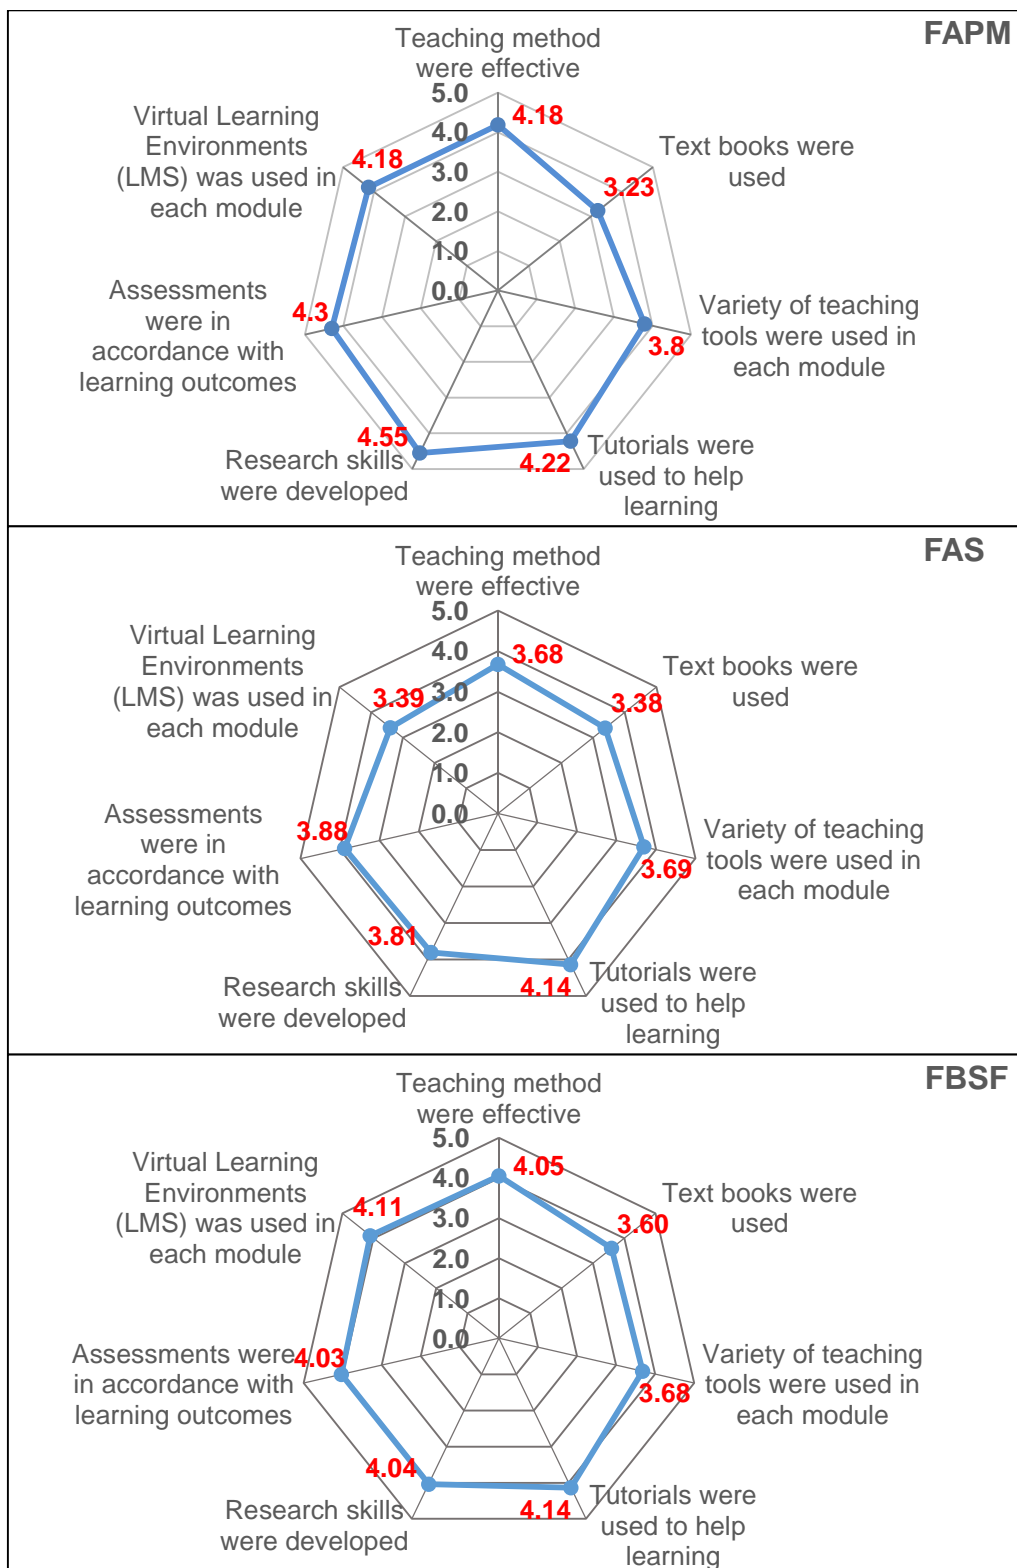 FAPM
Teaching method
were effective
5.0
4.18
4.0
3.0
2.0
1.0
0.0
Text books were
used
3.23
Variety of teaching
tools were used in
each module
3.8
Tutorials were
used to help
learning
4.22
Research skills
were developed
4.55
Assessments
were in
accordance with
learning outcomes
4.3
Virtual Learning
Environments
(LMS) was used in
each module
4.18
FAS
Teaching method
were effective
5.0
3.68
4.0
3.0
2.0
1.0
0.0
Text books were
used
3.38
Variety of teaching
tools were used in
each module
3.69
Tutorials were
used to help
learning
4.14
Research skills
were developed
3.81
Assessments
were in
accordance with
learning outcomes
3.88
Virtual Learning
Environments
(LMS) was used in
each module
3.39
FBSF
Teaching method
were effective
5.0
4.05
4.0
3.0
2.0
1.0
0.0
Text books were
used
3.60
Variety of teaching
tools were used in
each module
3.68
Tutorials were
used to help
learning
4.14
Research skills
were developed
4.04
Assessments were
in accordance with
learning outcomes
4.03
Virtual Learning
Environments
(LMS) was used in
each module
4.11